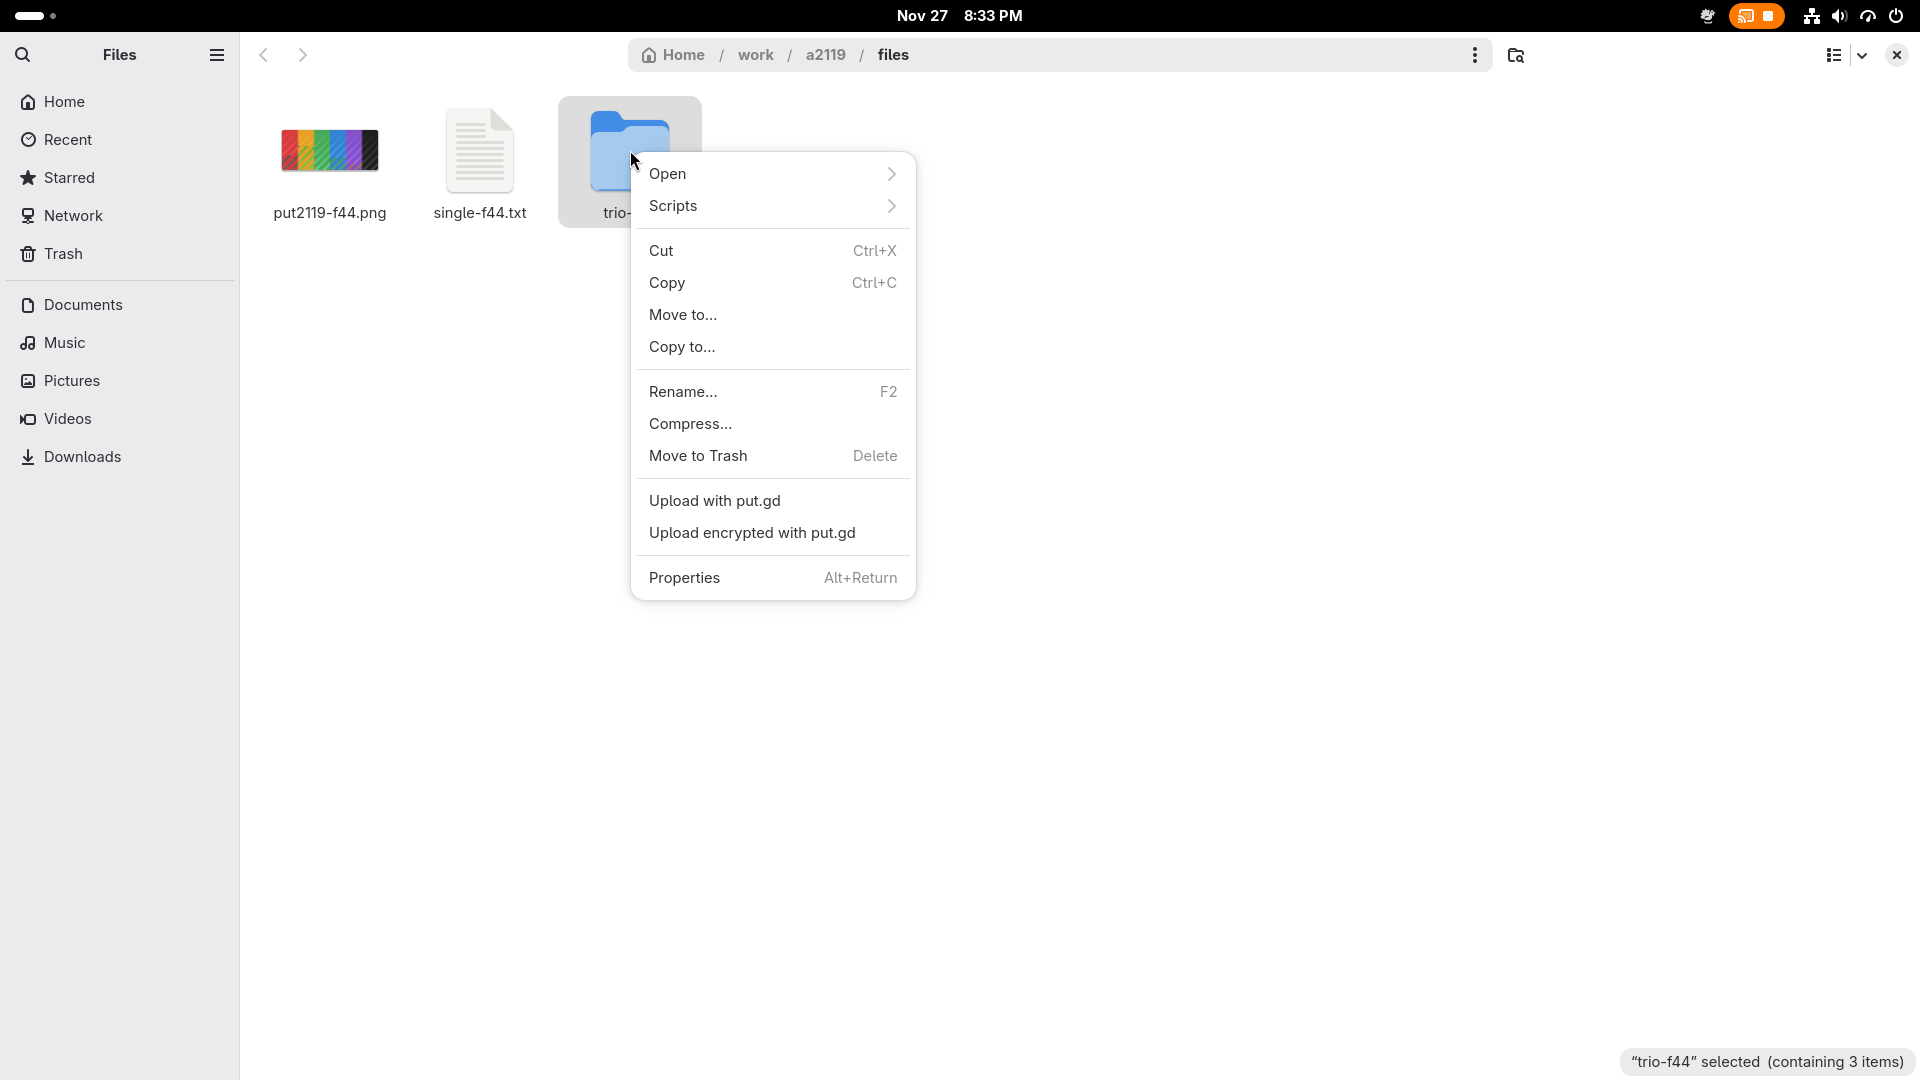 Nov 27 8:33 PM
Files
Home / work / a2119 / files
Home
Recent
Starred
Network
Trash
Documents
Music
Pictures
Videos
Downloads
put2119-f44.png
single-f44.txt
trio-
Open
Scripts
Cut Ctrl+X
Copy Ctrl+C
Move to…
Copy to…
Rename… F2
Compress…
Move to Trash Delete
Upload with put.gd
Upload encrypted with put.gd
Properties Alt+Return
“trio-f44” selected (containing 3 items)